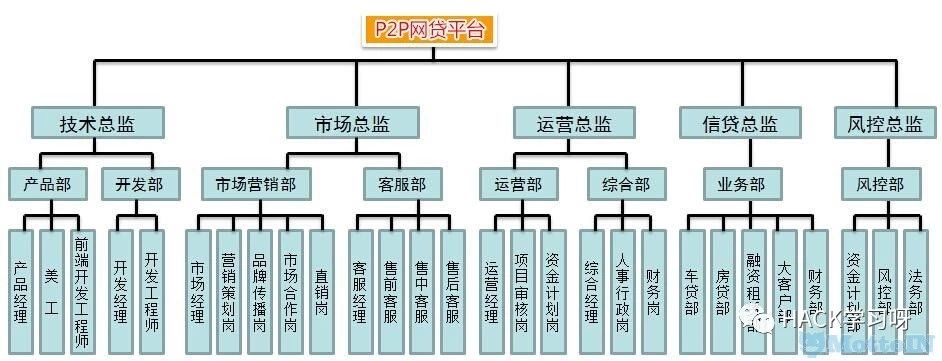 P2P网贷平台
技术总监
市场总监
运营总监
信贷总监
风控总监
产品部
开发部
市场营销部
客服部
运营部
综合部
业务部
风控部
产品经理
美工
前端开发工程师
开发经理
开发工程师
市场经理
营销策划岗
品牌传播岗
市场合作岗
直销岗
客服经理
售前客服
售中客服
售后客服
运营经理
项目审核岗
资金计划岗
综合经理
人事行政岗
财务岗
车贷部
房贷部
融资租
大客户部
财务部
资金计划部
风控部
法务部
HACK学习呀
MottoIN